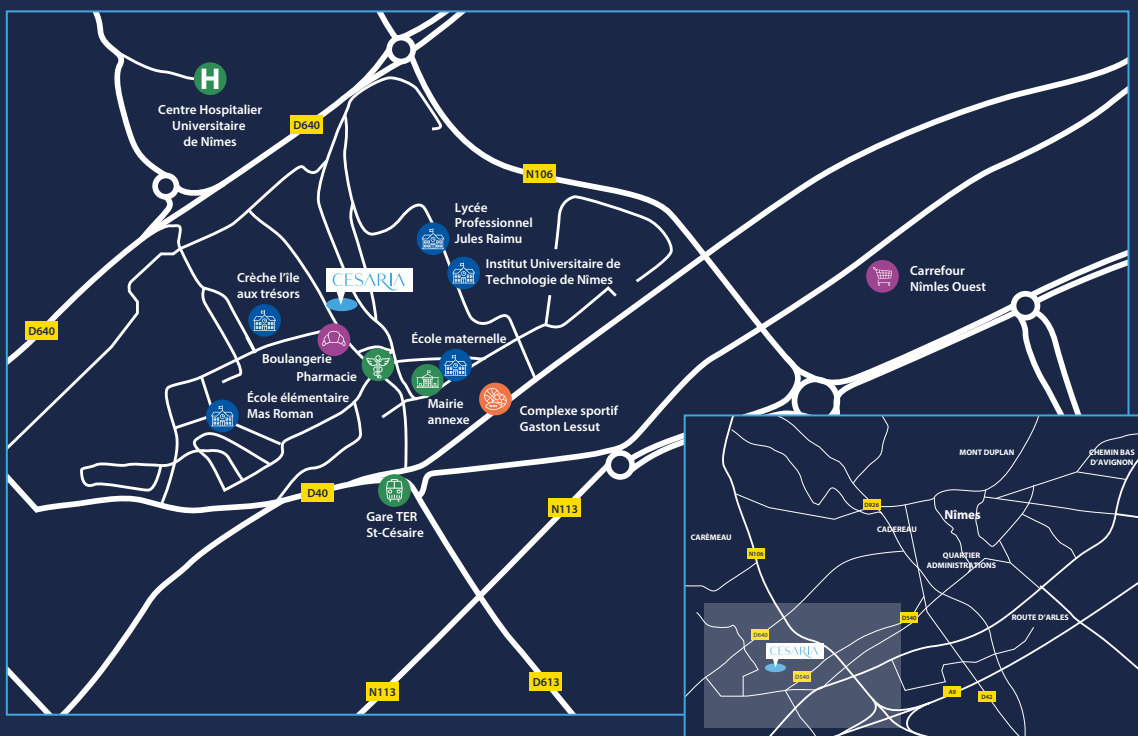 H
Centre Hospitalier
Universitaire
de Nîmes
D640
N106
Lycée
Professionnel
Jules Raimu
Institut Universitaire de
Technologie de Nîmes
Crèche l'île
aux trésors
CESARIA
Carrefour
Nîmles Ouest
D640
École maternelle
Boulangerie
Pharmacie
École élémentaire
Mas Roman
Mairie
annexe
Complexe sportif
Gaston Lessut
D40
Gare TER
St-Césaire
N113
N113
D613
MONT DUPLAN
CHEMIN BAS
D'AVIGNON
D926
Nîmes
CADEREAU
CARÈMEAU
N106
QUARTIER
ADMINISTRATIONS
D540
ROUTE D'ARLES
D640
CESARIA
D540
A9
D42